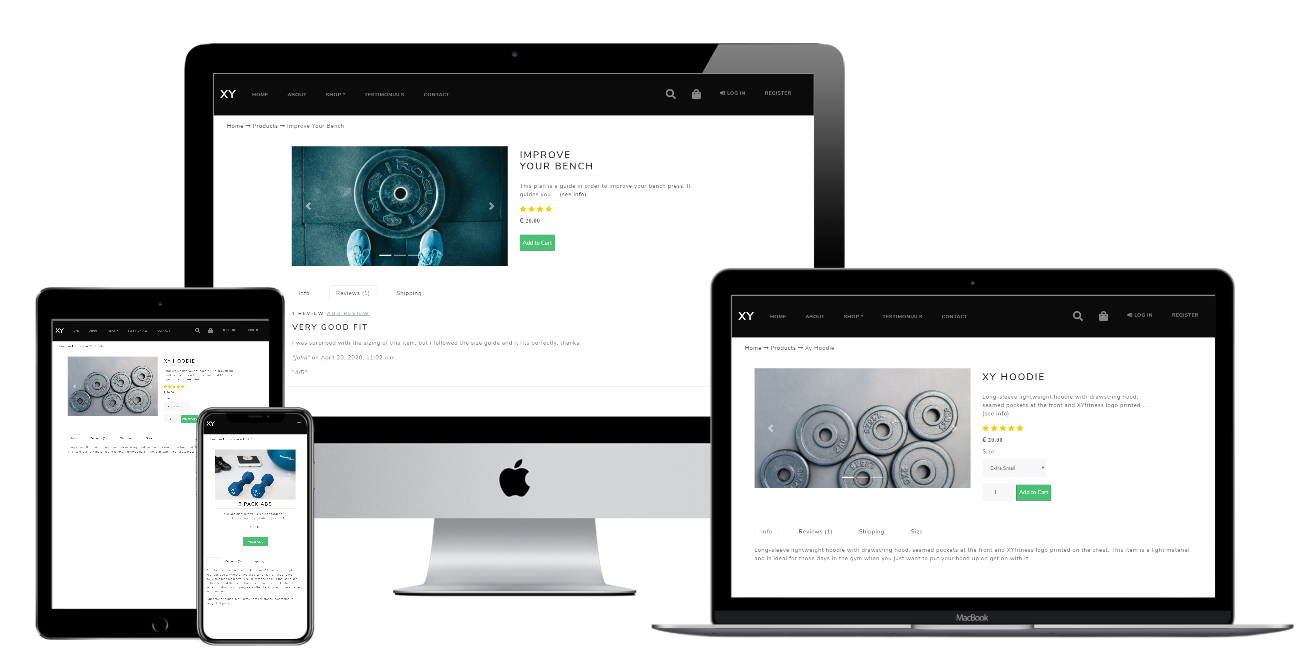 XY HOME ABOUT SHOP TESTIMONIALS CONTACT LOG IN REGISTER
Home → Products → Improve Your Bench
IMPROVE
YOUR BENCH
This plan is a guide in order to improve your bench press. It
guides you ... (see info)
€ 20.00
Add to Cart
Info Reviews (1) Shipping
1 REVIEW ADD REVIEW
VERY GOOD FIT
I was surprised with the sizing of this item, but i followed the size guide and it fits perfectly, thanks.
"John" on April 20, 2020, 11:02 a.m.
"4/5"
XY HOME ABOUT SHOP TESTIMONIALS CONTACT LOG IN REGISTER
Home → Products → Xy Hoodie
XY HOODIE
Long-sleeve lightweight hoodie with drawstring hood,
seamed pockets at the front and XYfitness logo printed ...
(see info)
€ 20.00
Size:
Extra Small
1 Add to Cart
Info Reviews (1) Shipping Size
Long-sleeve lightweight hoodie with drawstring hood, seamed pockets at the front and XYfitness logo printed on the chest. This item is a light material
and is ideal for those days in the gym when you just want to put your hood up an get on with it
MacBook
XY
XY HOODIE
XY
PACK ABS